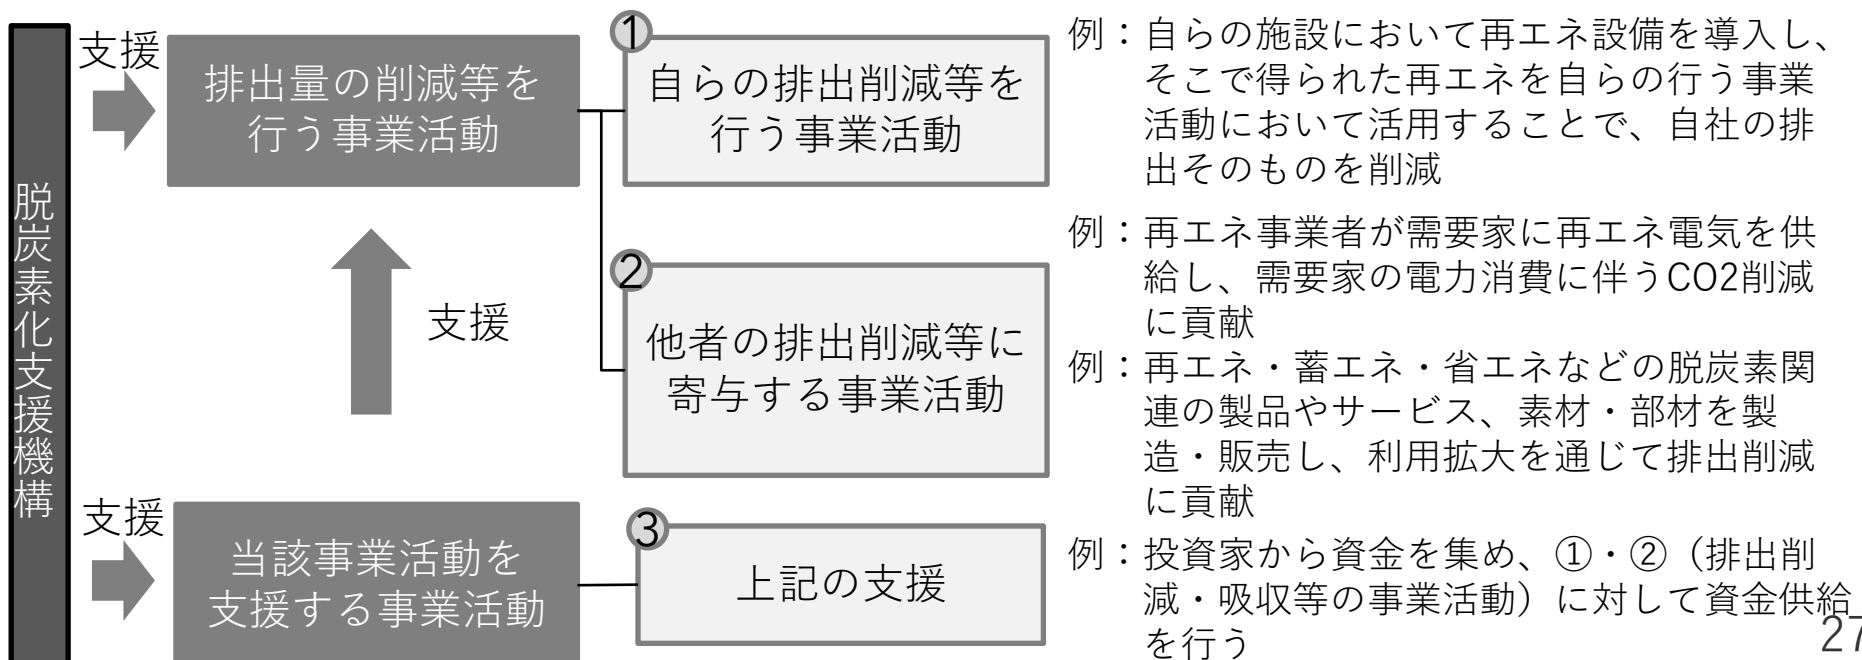 脱炭素化支援機構
支援
排出量の削減等を
行う事業活動
①
自らの排出削減等を
行う事業活動
例：自らの施設において再エネ設備を導入し、
そこで得られた再エネを自らの行う事業
活動において活用することで、自社の排
出そのものを削減
支援
②
他者の排出削減等に
寄与する事業活動
例：再エネ事業者が需要家に再エネ電気を供
給し、需要家の電力消費に伴うCO2削減
に貢献
例：再エネ・蓄エネ・省エネなどの脱炭素関
連の製品やサービス、素材・部材を製
造・販売し、利用拡大を通じて排出削減
に貢献
支援
当該事業活動を
支援する事業活動
③
上記の支援
例：投資家から資金を集め、①・②（排出削
減・吸収等の事業活動）に対して資金供給
を行う
27